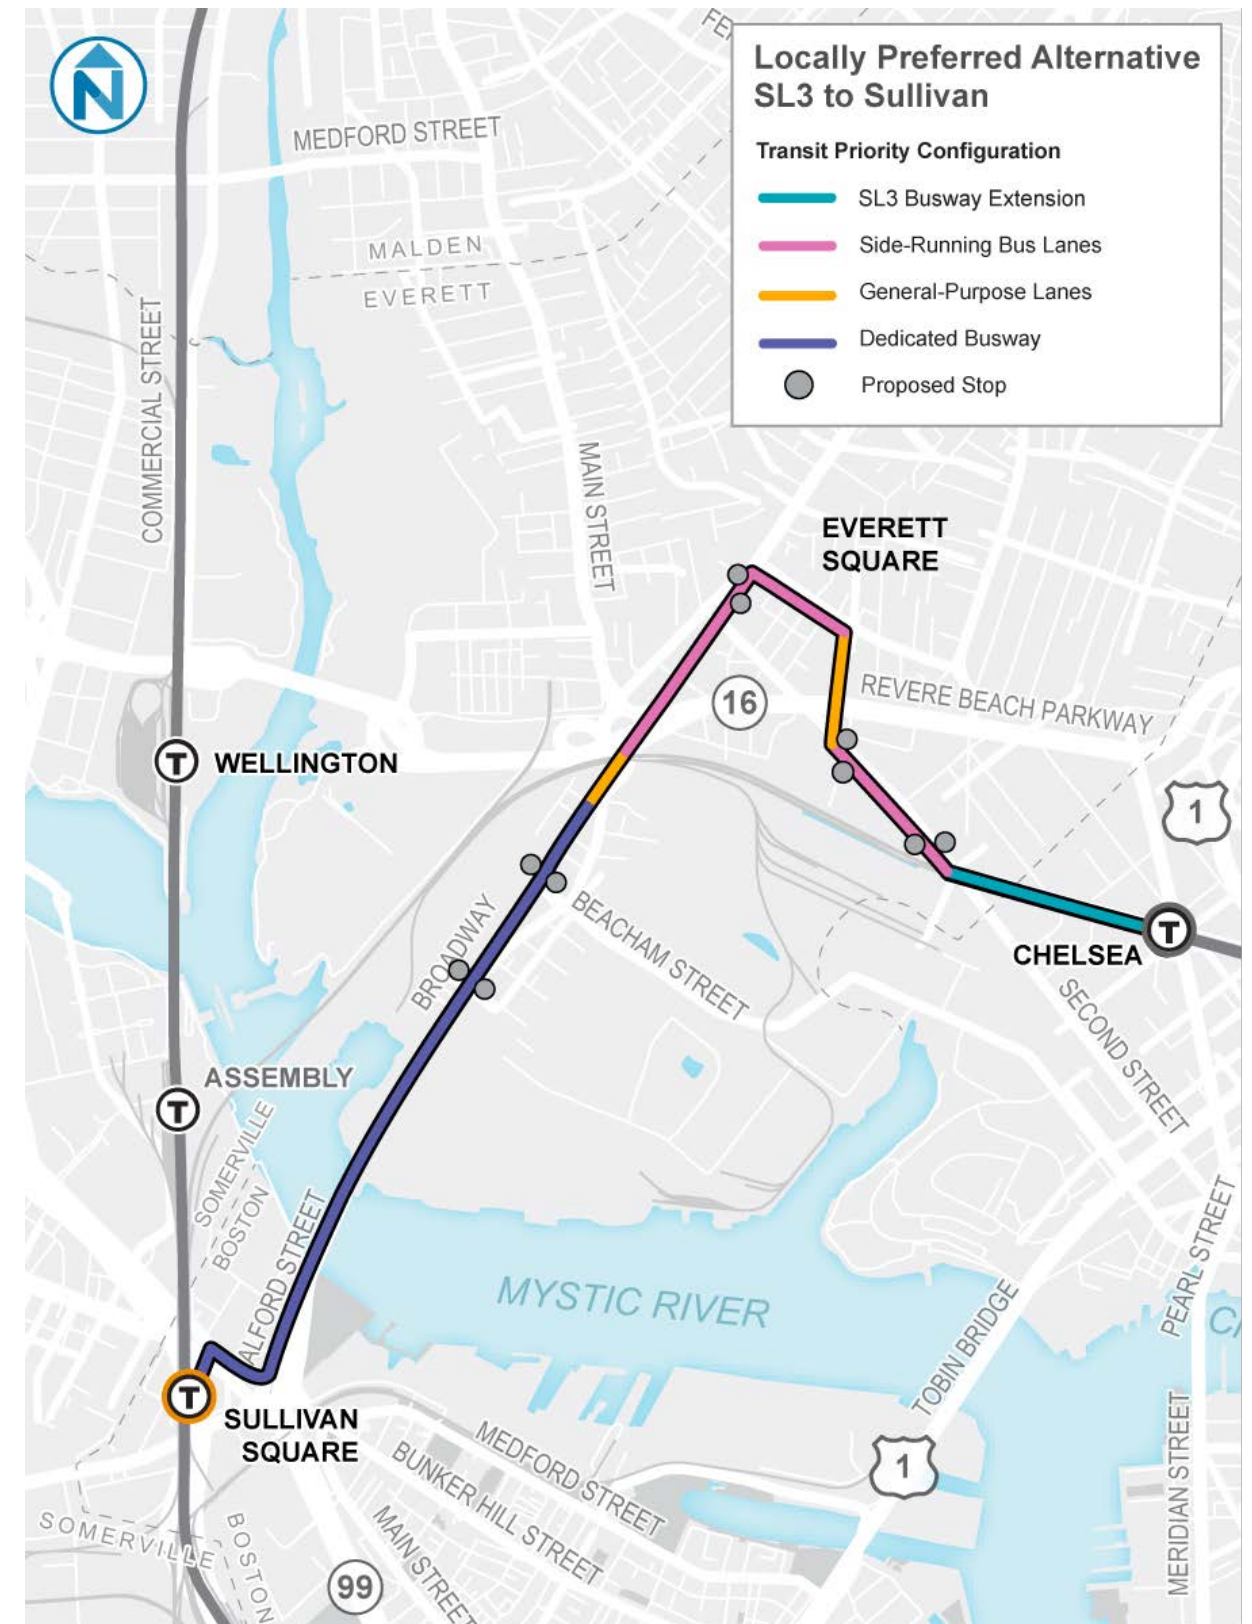 N
Locally Preferred Alternative
SL3 to Sullivan
Transit Priority Configuration
SL3 Busway Extension
Side-Running Bus Lanes
General-Purpose Lanes
Dedicated Busway
Proposed Stop
MEDFORD STREET
MALDEN
EVERETT
COMMERCIAL STREET
MAIN STREET
EVERETT
SQUARE
16
REVERE BEACH PARKWAY
T
WELLINGTON
1
BROADWAY
BEACHAM STREET
T
CHELSEA
SECOND STREET
ASSEMBLY
T
SOMERVILLE
BOSTON
ALFORD STREET
MYSTIC RIVER
PEARL STREET
TOBIN BRIDGE
T
SULLIVAN
SQUARE
MEDFORD STREET
BUNKER HILL STREET
MAIN STREET
1
MERIDIAN STREET
SOMERVILLE
BOSTON
99